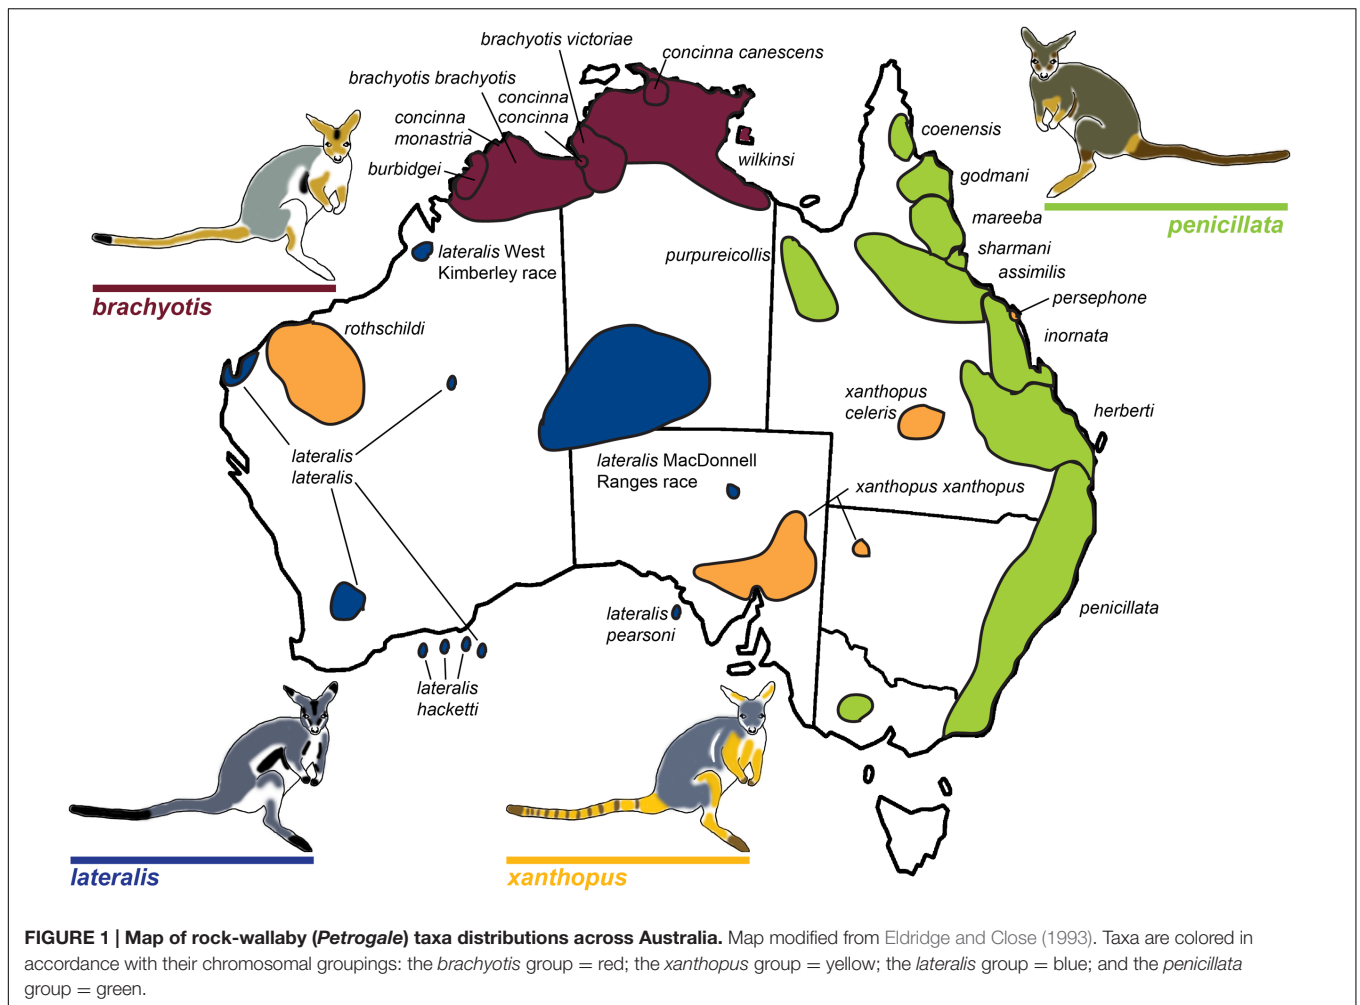 brachyotis victoriae
concinna canescens
brachyotis brachyotis
concinna
concinna
concinna
monastria
burbidgei
wilkinsi
coenensis
godmani
mareeba
sharmani
assimilis
penicillata
brachyotis
lateralis West
Kimberley race
purpureicollis
persephone
inornata
rothschildi
xanthopus
celeris
herberti
lateralis
lateralis
lateralis MacDonnell
Ranges race
xanthopus xanthopus
lateralis
pearsoni
penicillata
lateralis
hacketti
lateralis
xanthopus
FIGURE 1 | Map of rock-wallaby (Petrogale) taxa distributions across Australia. Map modified from Eldridge and Close (1993). Taxa are colored in
accordance with their chromosomal groupings: the brachyotis group = red; the xanthopus group = yellow; the lateralis group = blue; and the penicillata
group = green.